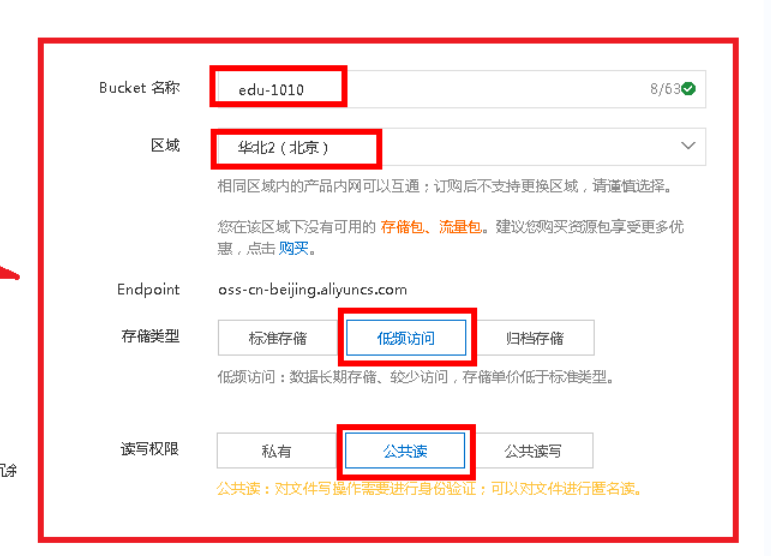 Bucket 名称
edu-1010
8/63
区域
华北2（北京）
相同区域内的产品内网可以互通；订购后不支持更换区域，请谨慎选择。
您在该区域下没有可用的 存储包、流量包。建议您购买资源包享受更多优
惠，点击 购买。
Endpoint
oss-cn-beijing.aliyuncs.com
存储类型
标准存储
低频访问
归档存储
低频访问：数据长期存储、较少访问，存储单价低于标准类型。
读写权限
私有
公共读
公共读写
公共读：对文件写操作需要进行身份验证；可以对文件进行匿名读。